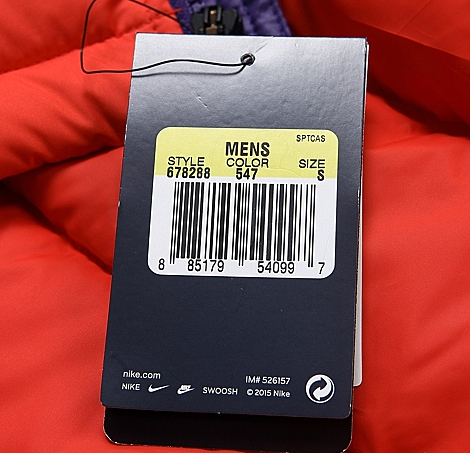 SPTCAS
MENS
STYLE COLOR SIZE
678288 547 S
8 85179 54099 7
nike.com
IM# 526157
NIKE SWOOSH © 2015 Nike